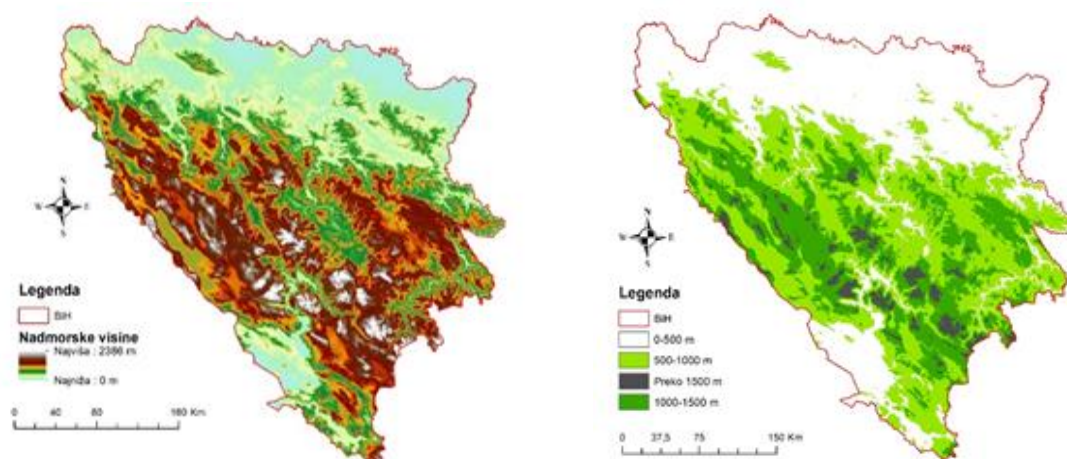 N
W E
S
Legenda
BiH
Nadmorske visine
Najviša : 2386 m
Najniža : 0 m
0 40 80 160 Km
N
W E
S
Legenda
BiH
0-500 m
500-1000 m
Preko 1500 m
1000-1500 m
0 37,5 75 150 Km